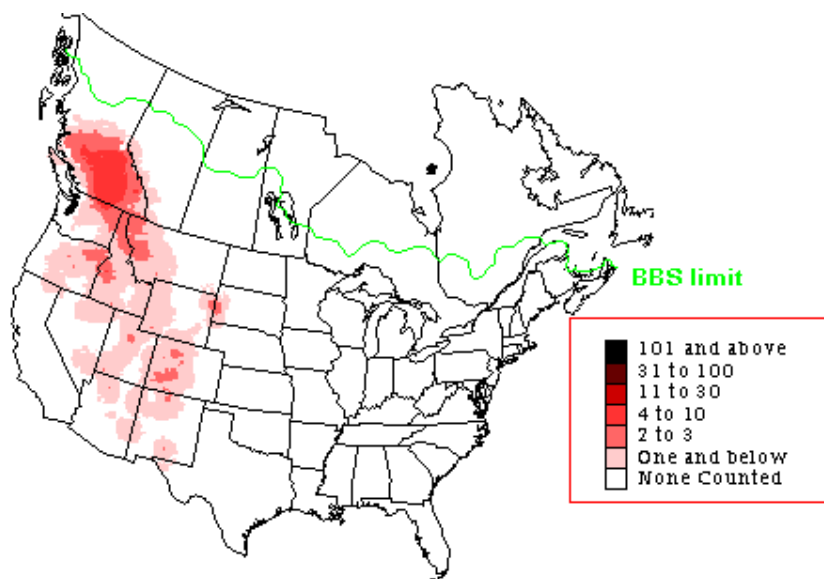 BBS limit
101 and above
31 to 100
11 to 30
4 to 10
2 to 3
One and below
None Counted